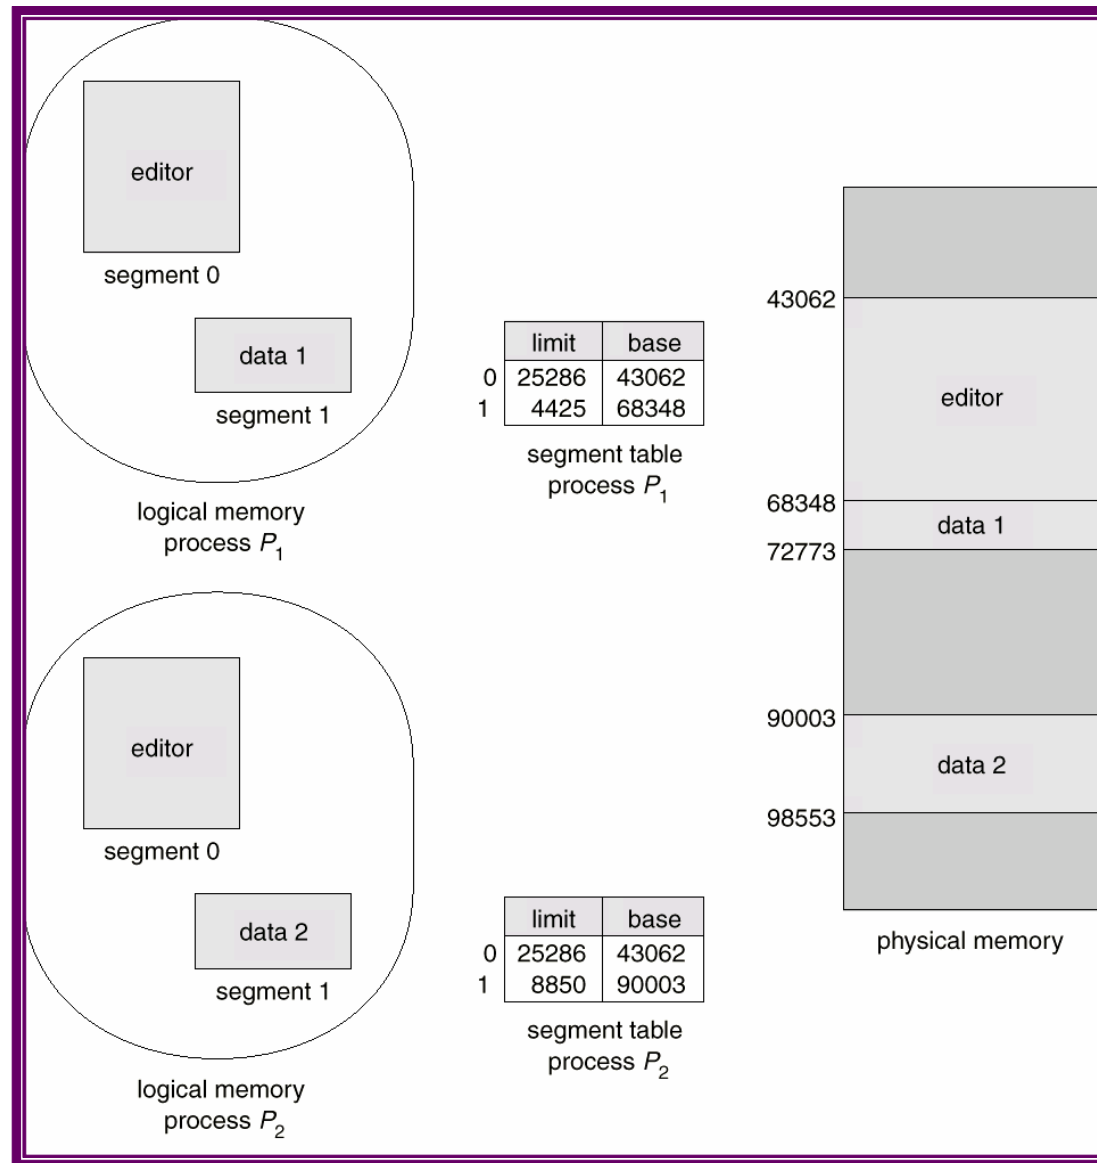 editor
segment 0
data 1
segment 1
logical memory
process P1
limit base
0 25286 43062
1 4425 68348
segment table
process P1
editor
segment 0
data 2
segment 1
logical memory
process P2
limit base
0 25286 43062
1 8850 90003
segment table
process P2
43062
editor
68348
data 1
72773
90003
data 2
98553
physical memory